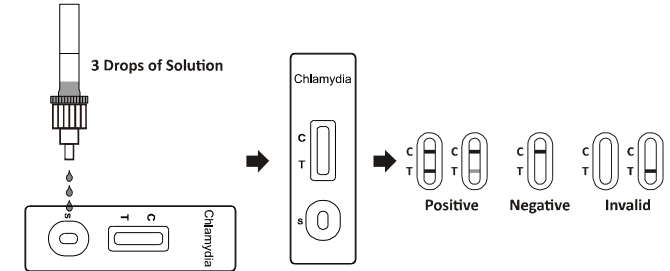 3 Drops of Solution
S
T
C
Chlamydia
Chlamydia
C
T
S
C
T
C
T
Positive
C
T
Negative
C
T
C
T
Invalid